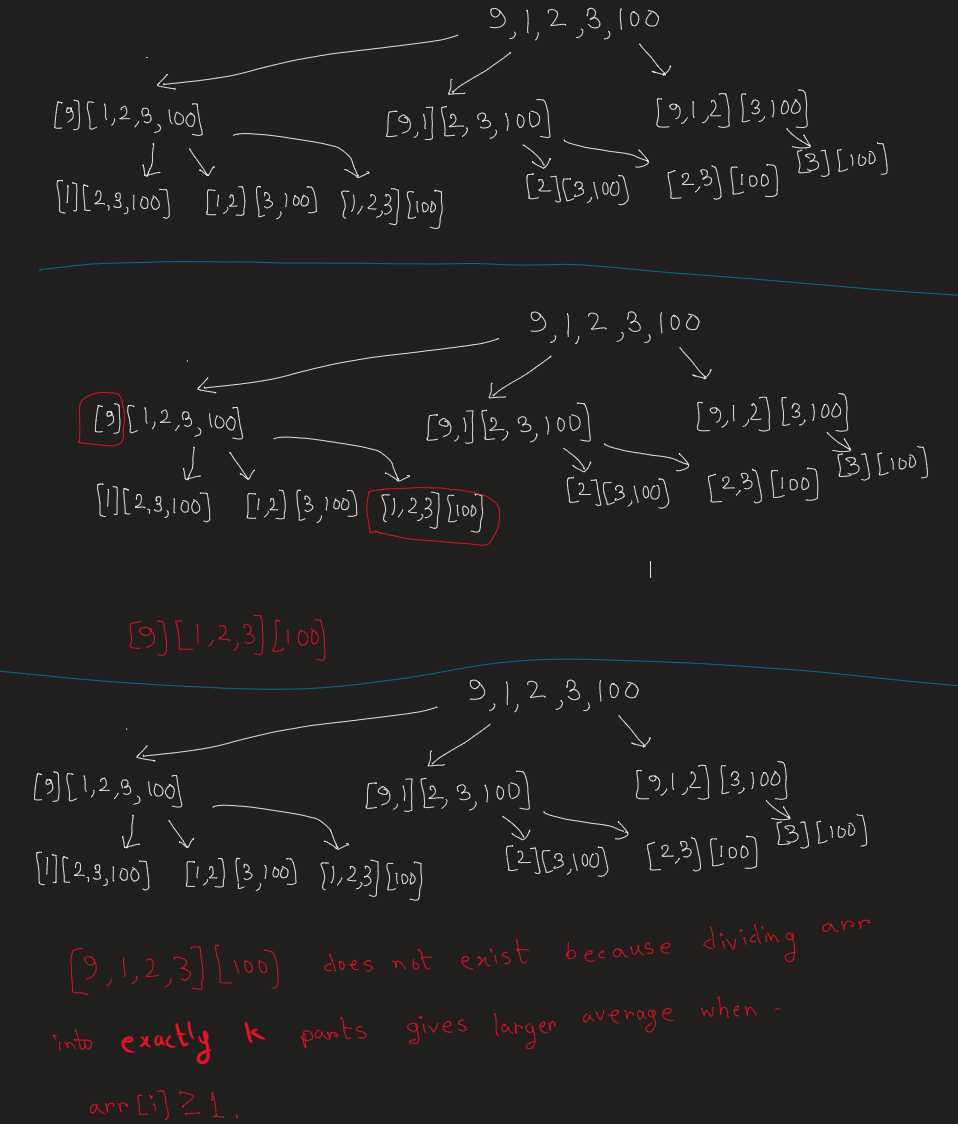 9,1,2,3,100
[9][1,2,3,100] [9,1][2,3,100] [9,1,2][3,100]
[1][2,3,100] [1,2][3,100] [1,2,3][100] [2][3,100] [2,3][100] [3][100]
9,1,2,3,100
[9][1,2,3,100] [9,1][2,3,100] [9,1,2][3,100]
[1][2,3,100] [1,2][3,100] [1,2,3][100] [2][3,100] [2,3][100] [3][100]
[9][1,2,3][100]
9,1,2,3,100
[9][1,2,3,100] [9,1][2,3,100] [9,1,2][3,100]
[1][2,3,100] [1,2][3,100] [1,2,3][100] [2][3,100] [2,3][100] [3][100]
[9,1,2,3][100] does not exist because dividing arr
into exactly k parts gives larger average when -
arr[i] ≥ 1.